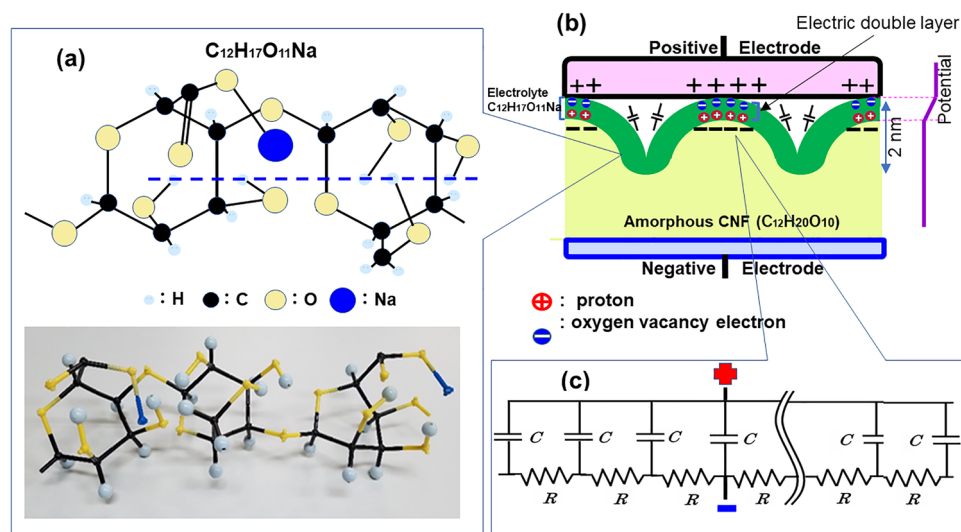 (a)
C₁₂H₁₇O₁₁Na
: H
: C
: O
: Na
(b)
Electric double layer
Positive Electrode
+ + + + + + + +
Electrolyte
C₁₂H₁₇O₁₁Na
Potential
2 nm
Amorphous CNF (C₁₂H₂₀O₁₀)
Negative Electrode
: proton
: oxygen vacancy electron
(c)
C C C C C C
R R R R R R